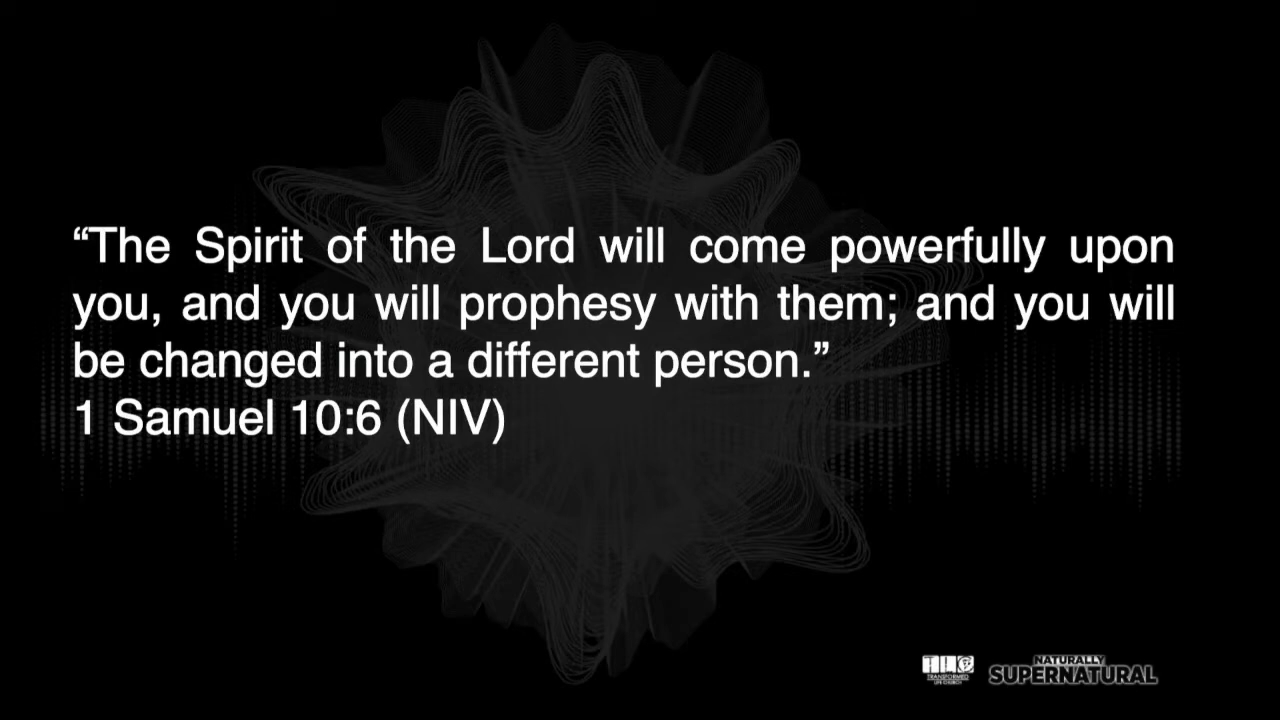 “The Spirit of the Lord will come powerfully upon
you, and you will prophesy with them; and you will
be changed into a different person.”
1 Samuel 10:6 (NIV)
TLC
TRANSFORMED
LIFE CHURCH
NATURALLY
SUPERNATURAL